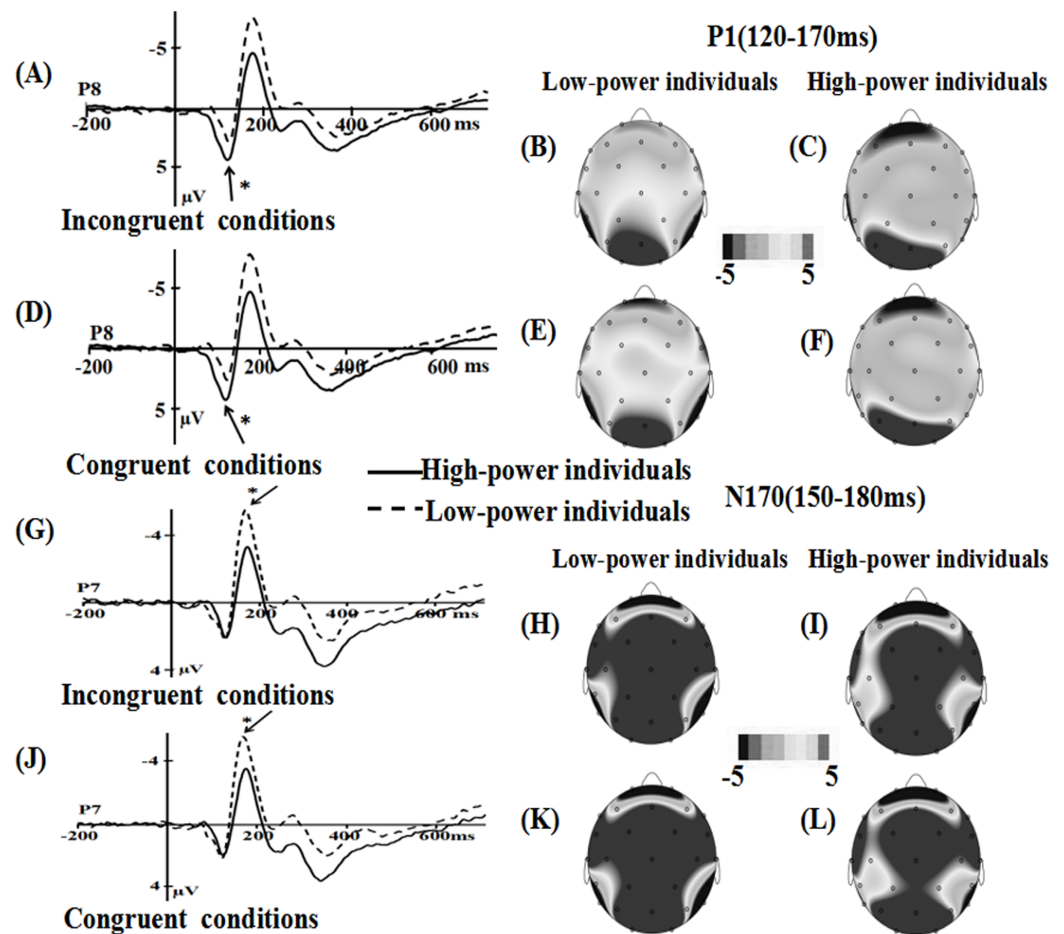 P1(120-170ms)
Low-power individuals High-power individuals
(A)
-5
P8
-200 200 400 600 ms
5
µV
*
Incongruent conditions
(B)
(C)
-5 5
(D)
-5
P8
-200 200 400 600 ms
5
µV
*
Congruent conditions
(E)
(F)
High-power individuals
Low-power individuals
N170(150-180ms)
Low-power individuals High-power individuals
(G)
*
-4
P7
-200 200 400 600 ms
4
µV
Incongruent conditions
(H)
(I)
-5 5
(J)
*
-4
P7
-200 200 400 600ms
4
µV
Congruent conditions
(K)
(L)